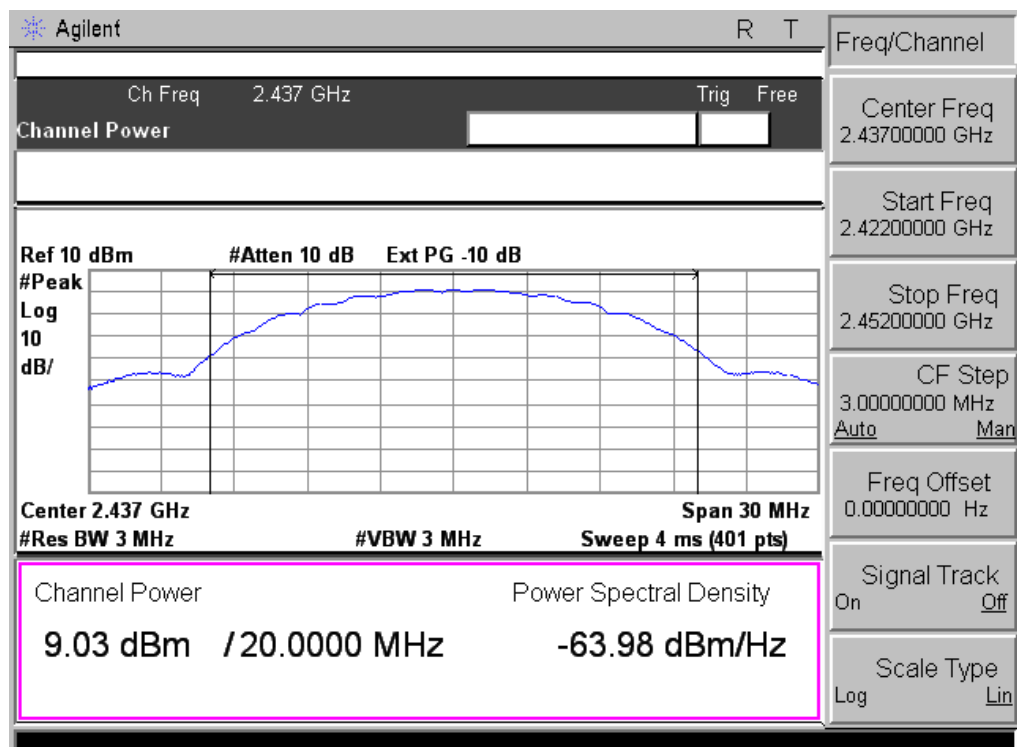 Agilent R T
Ch Freq 2.437 GHz Trig Free
Channel Power
Ref 10 dBm #Atten 10 dB Ext PG -10 dB
#Peak
Log
10
dB/
Center 2.437 GHz Span 30 MHz
#Res BW 3 MHz #VBW 3 MHz Sweep 4 ms (401 pts)
Channel Power Power Spectral Density
9.03 dBm /20.0000 MHz -63.98 dBm/Hz
Freq/Channel
Center Freq
2.43700000 GHz
Start Freq
2.42200000 GHz
Stop Freq
2.45200000 GHz
CF Step
3.00000000 MHz
Auto Man
Freq Offset
0.00000000 Hz
Signal Track
On Off
Scale Type
Log Lin